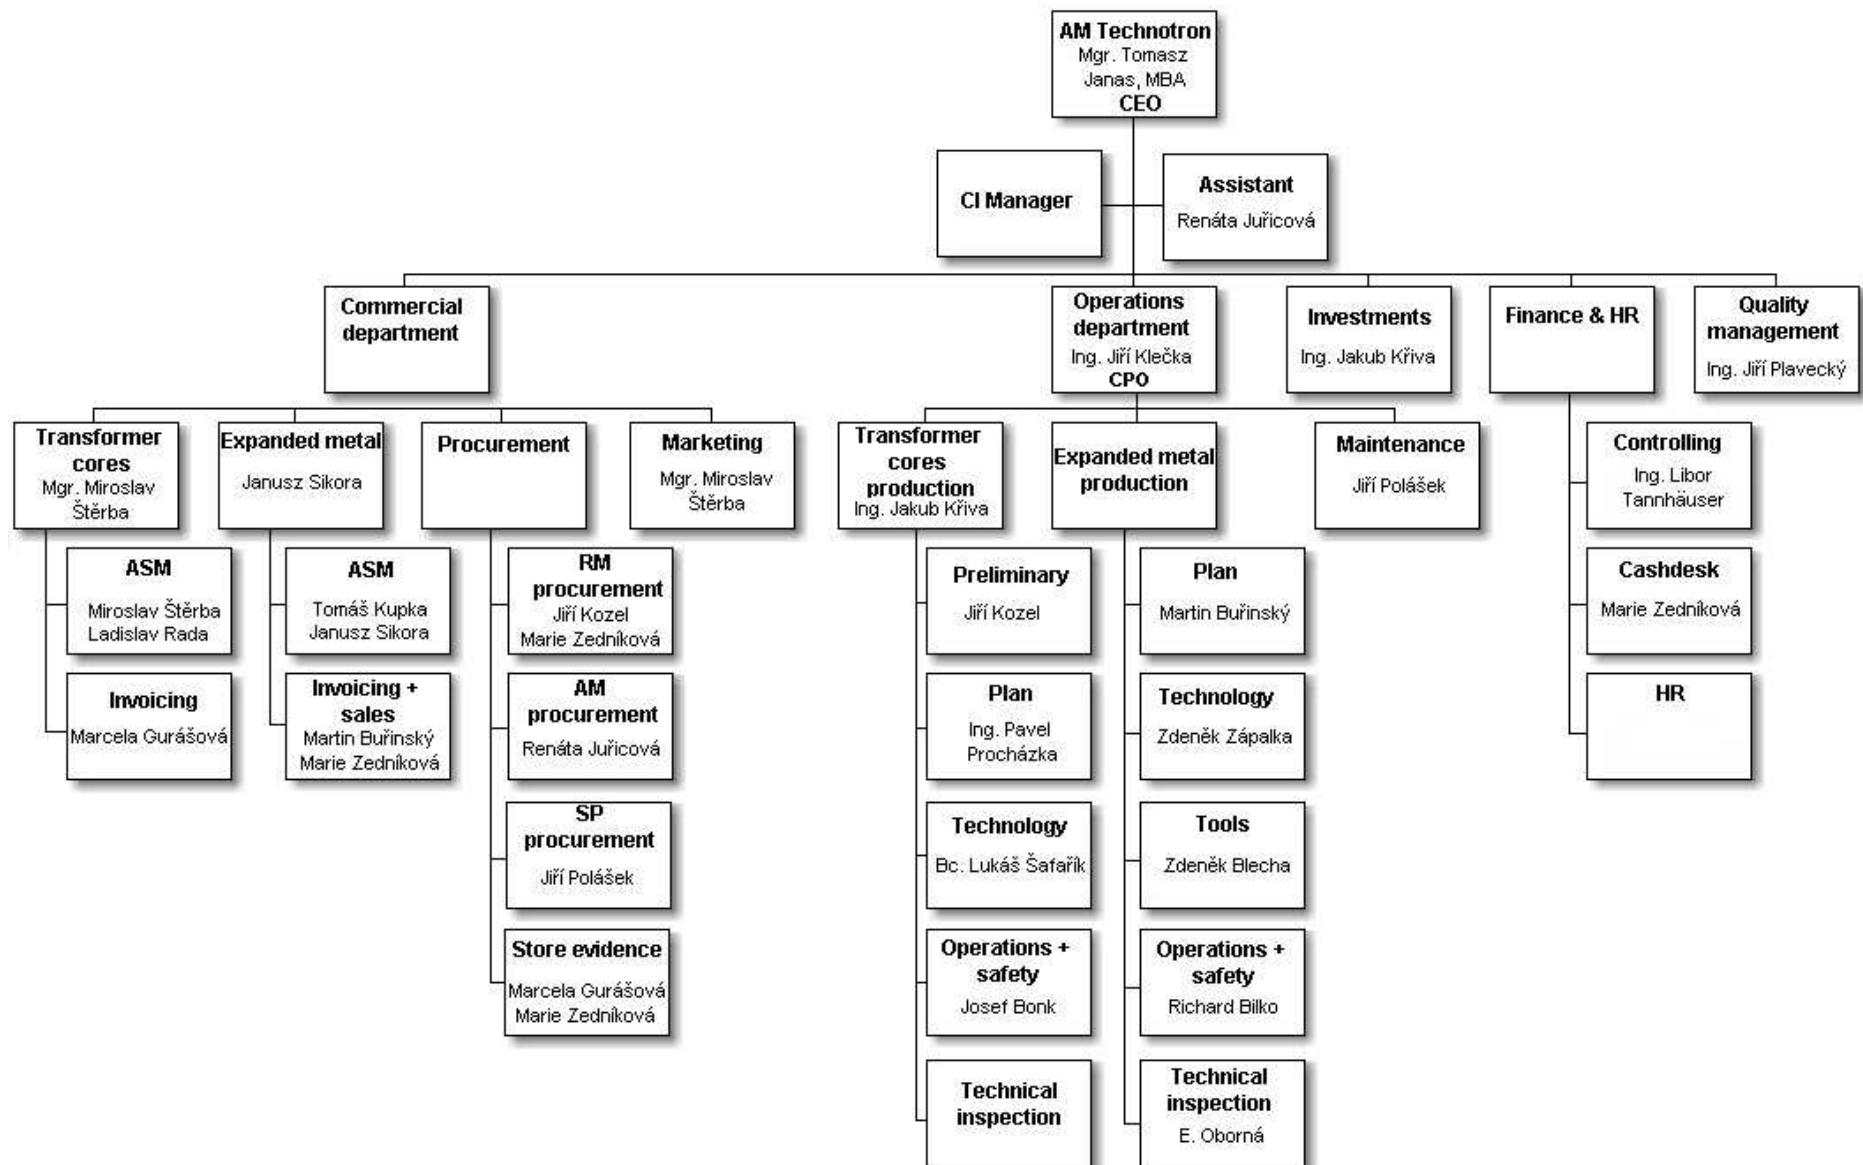 AM Technotron
Mgr. Tomasz
Janas, MBA
CEO
CI Manager
Assistant
Renáta Juřicová
Commercial
department
Operations
department
Ing. Jiří Klečka
CPO
Investments
Ing. Jakub Křiva
Finance & HR
Quality
management
Ing. Jiří Plavecký
Transformer
cores
Mgr. Miroslav
Štěrba
Expanded metal
Janusz Sikora
Procurement
Marketing
Mgr. Miroslav
Štěrba
Transformer
cores
production
Ing. Jakub Křiva
Expanded metal
production
Maintenance
Jiří Polášek
Controlling
Ing. Libor
Tannhäuser
ASM
Miroslav Štěrba
Ladislav Rada
ASM
Tomáš Kupka
Janusz Sikora
RM
procurement
Jiří Kozel
Marie Zedníková
Preliminary
Jiří Kozel
Plan
Martin Buřinský
Cashdesk
Marie Zedníková
Invoicing
Marcela Gurášová
Invoicing +
sales
Martin Buřinský
Marie Zedníková
AM
procurement
Renáta Juřicová
Plan
Ing. Pavel
Procházka
Technology
Zdeněk Zápalka
HR
SP
procurement
Jiří Polášek
Technology
Bc. Lukáš Šafařík
Tools
Zdeněk Blecha
Store evidence
Marcela Gurášová
Marie Zedníková
Operations +
safety
Josef Bonk
Operations +
safety
Richard Bilko
Technical
inspection
Technical
inspection
E. Oborná